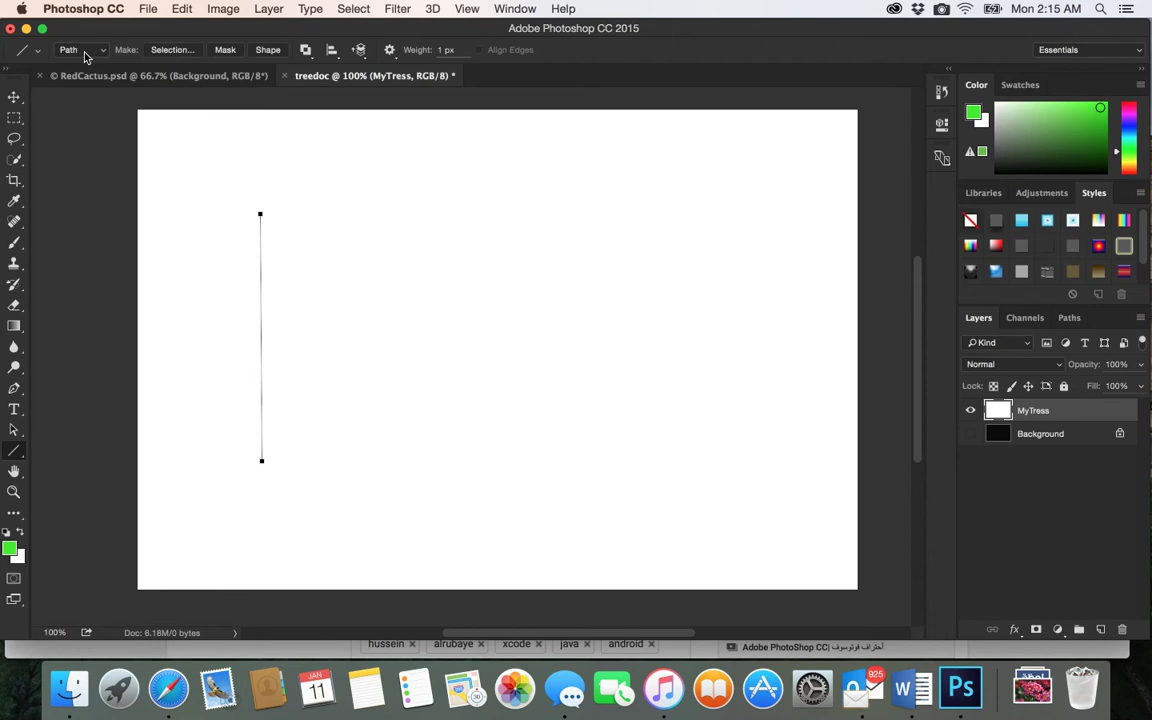 Photoshop CC File Edit Image Layer Type Select Filter 3D View Window Help Mon 2:15 AM
Adobe Photoshop CC 2015
Path Make: Selection... Mask Shape Weight: 1 px Align Edges Essentials
× © RedCactus.psd @ 66.7% (Background, RGB/8*) × treedoc @ 100% (MyTress, RGB/8) *
Color Swatches
Libraries Adjustments Styles
Layers Channels Paths
Kind
Normal Opacity: 100%
Lock: Fill: 100%
MyTress
Background
100% Doc: 6.18M/0 bytes
hussein × alrubaye × xcode × java × android × Adobe PhotoShop CC| أحتراف فوتوسوف
JAN 11 925